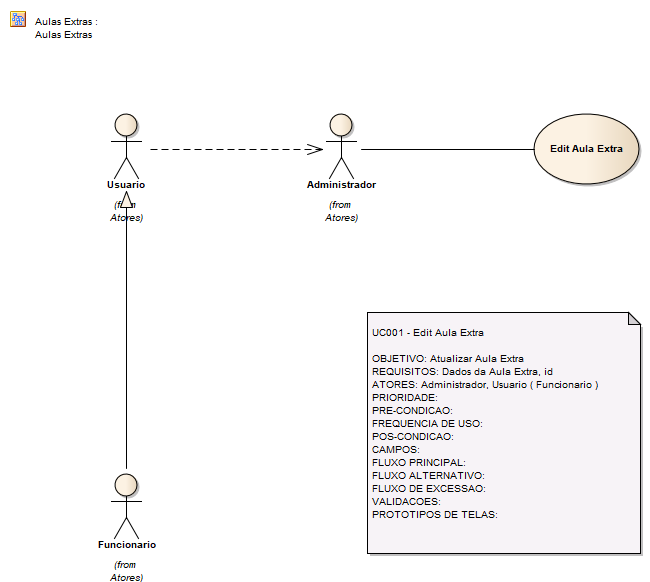 Aulas Extras :
Aulas Extras
Usuario
(from
Atores)
Administrador
(from
Atores)
Edit Aula Extra
UC001 - Edit Aula Extra
OBJETIVO: Atualizar Aula Extra
REQUISITOS: Dados da Aula Extra, id
ATORES: Administrador, Usuario ( Funcionario )
PRIORIDADE:
PRE-CONDICAO:
FREQUENCIA DE USO:
POS-CONDICAO:
CAMPOS:
FLUXO PRINCIPAL:
FLUXO ALTERNATIVO:
FLUXO DE EXCESSAO:
VALIDACOES:
PROTOTIPOS DE TELAS:
Funcionario
(from
Atores)